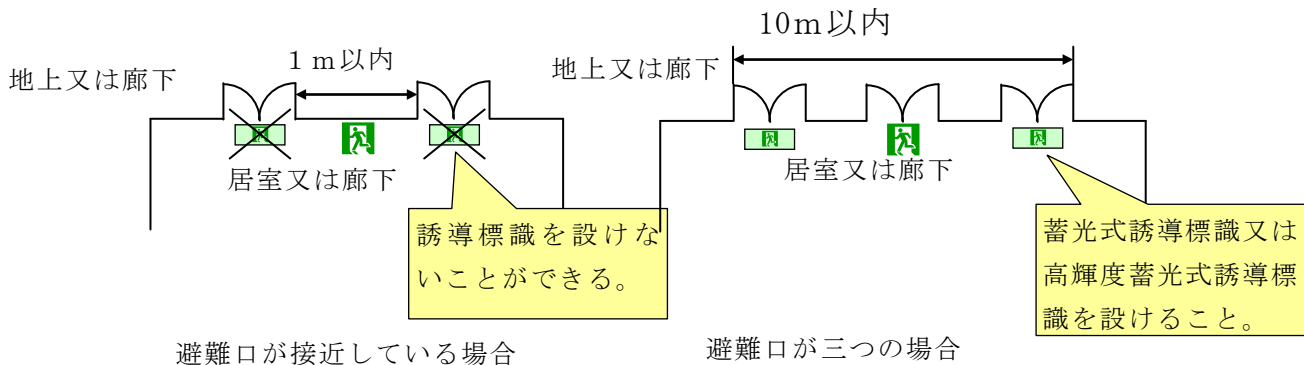 1ｍ以内
地上又は廊下
居室又は廊下
誘導標識を設けな
いことができる。
避難口が接近している場合
10ｍ以内
地上又は廊下
居室又は廊下
蓄光式誘導標識又は
高輝度蓄光式誘導標
識を設けること。
避難口が三つの場合